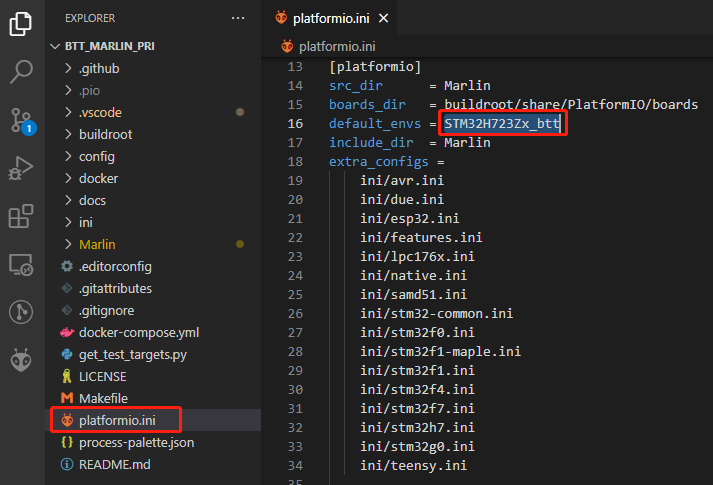 EXPLORER
BTT_MARLIN_PRI
.github
.pio
.vscode
buildroot
config
docker
docs
ini
Marlin
.editorconfig
.gitattributes
.gitignore
docker-compose.yml
get_test_targets.py
LICENSE
Makefile
platformio.ini
process-palette.json
README.md
1
platformio.ini
platformio.ini
13 [platformio]
14 src_dir = Marlin
15 boards_dir = buildroot/share/PlatformIO/boards
16 default_envs = STM32H723Zx_btt
17 include_dir = Marlin
18 extra_configs =
19 ini/avr.ini
20 ini/due.ini
21 ini/esp32.ini
22 ini/features.ini
23 ini/lpc176x.ini
24 ini/native.ini
25 ini/samd51.ini
26 ini/stm32-common.ini
27 ini/stm32f0.ini
28 ini/stm32f1-maple.ini
29 ini/stm32f1.ini
30 ini/stm32f4.ini
31 ini/stm32f7.ini
32 ini/stm32h7.ini
33 ini/stm32g0.ini
34 ini/teensy.ini
35